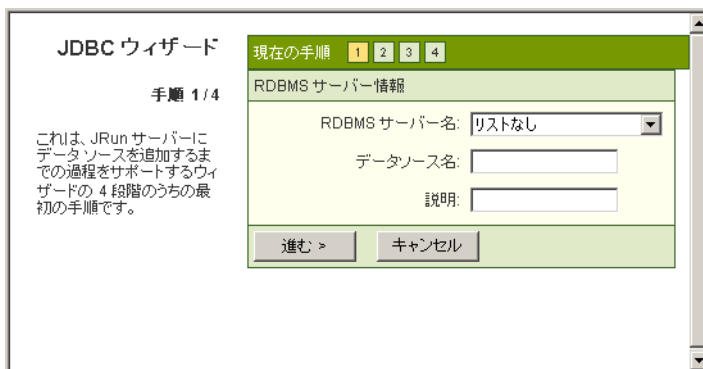 JDBC ウィザード
手順 1/4
これは、JRun サーバーに
データ ソースを追加するま
での過程をサポートするウィ
ザードの 4 段階のうちの最
初の手順です。
現在の手順 1 2 3 4
RDBMS サーバー情報
RDBMS サーバー名: リストなし
データソース名:
説明:
進む > キャンセル